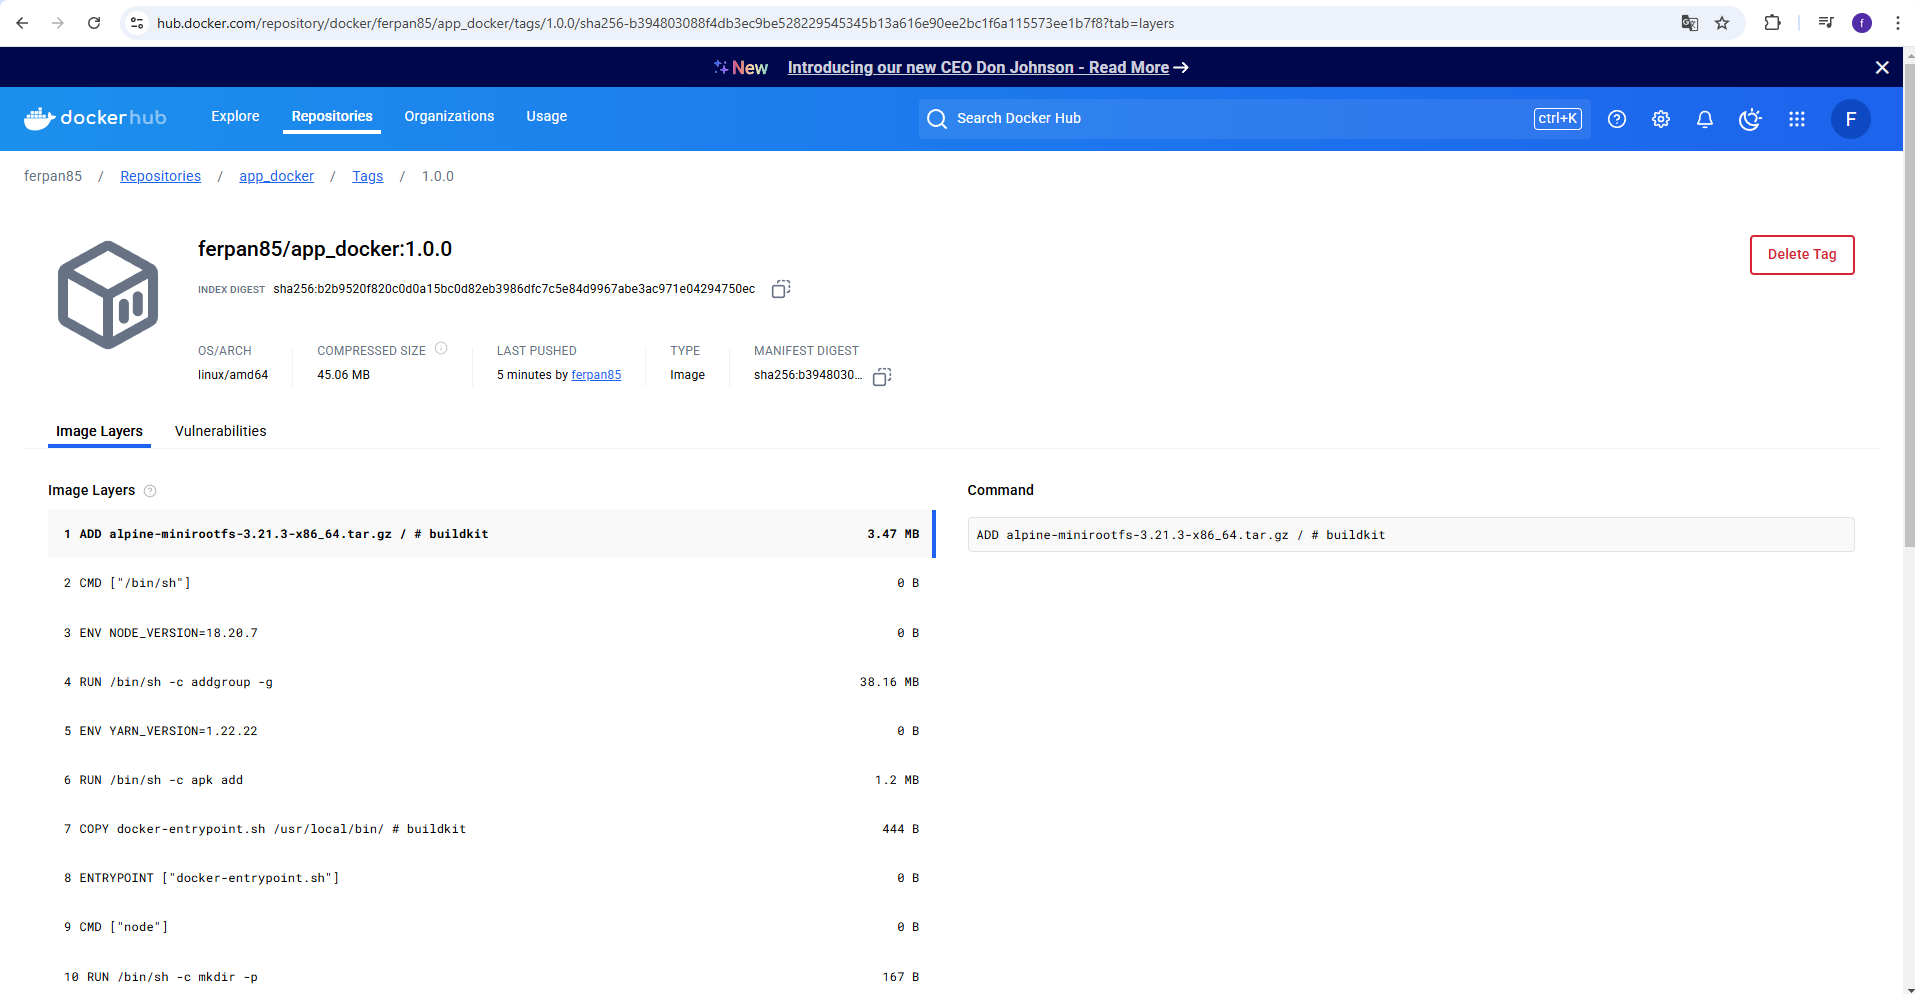 hub.docker.com/repository/docker/ferpan85/app_docker/tags/1.0.0/sha256-b394803088f4db3ec9be528229545345b13a616e90ee2bc1f6a115573ee1b7f8?tab=layers
f
New Introducing our new CEO Don Johnson - Read More
dockerhub Explore Repositories Organizations Usage Search Docker Hub ctrl+K F
ferpan85 / Repositories / app_docker / Tags / 1.0.0
ferpan85/app_docker:1.0.0
Delete Tag
INDEX DIGEST sha256:b2b9520f820c0d0a15bc0d82eb3986dfc7c5e84d9967abe3ac971e04294750ec
OS/ARCH COMPRESSED SIZE LAST PUSHED TYPE MANIFEST DIGEST
linux/amd64 45.06 MB 5 minutes by ferpan85 Image sha256:b3948030...
Image Layers Vulnerabilities
Image Layers Command
1 ADD alpine-minirootfs-3.21.3-x86_64.tar.gz / # buildkit 3.47 MB
ADD alpine-minirootfs-3.21.3-x86_64.tar.gz / # buildkit
2 CMD ["/bin/sh"] 0 B
3 ENV NODE_VERSION=18.20.7 0 B
4 RUN /bin/sh -c addgroup -g 38.16 MB
5 ENV YARN_VERSION=1.22.22 0 B
6 RUN /bin/sh -c apk add 1.2 MB
7 COPY docker-entrypoint.sh /usr/local/bin/ # buildkit 444 B
8 ENTRYPOINT ["docker-entrypoint.sh"] 0 B
9 CMD ["node"] 0 B
10 RUN /bin/sh -c mkdir -p 167 B